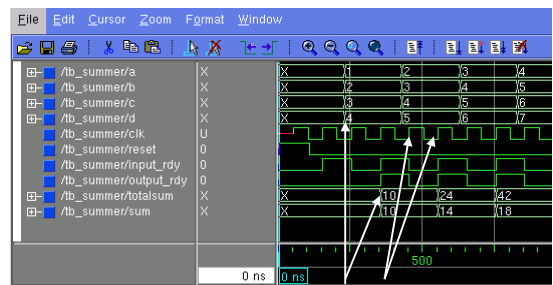 File Edit Cursor Zoom Format Window
/tb_summer/a X X 1 2 3 4
/tb_summer/b X X 2 3 4 5
/tb_summer/c X X 3 4 5 6
/tb_summer/d X X 4 5 6 7
/tb_summer/clk U
/tb_summer/reset 0
/tb_summer/input_rdy 0
/tb_summer/output_rdy 0
/tb_summer/totalsum X X 10 24 42
/tb_summer/sum X X 10 14 18
500
0 ns 0 ns